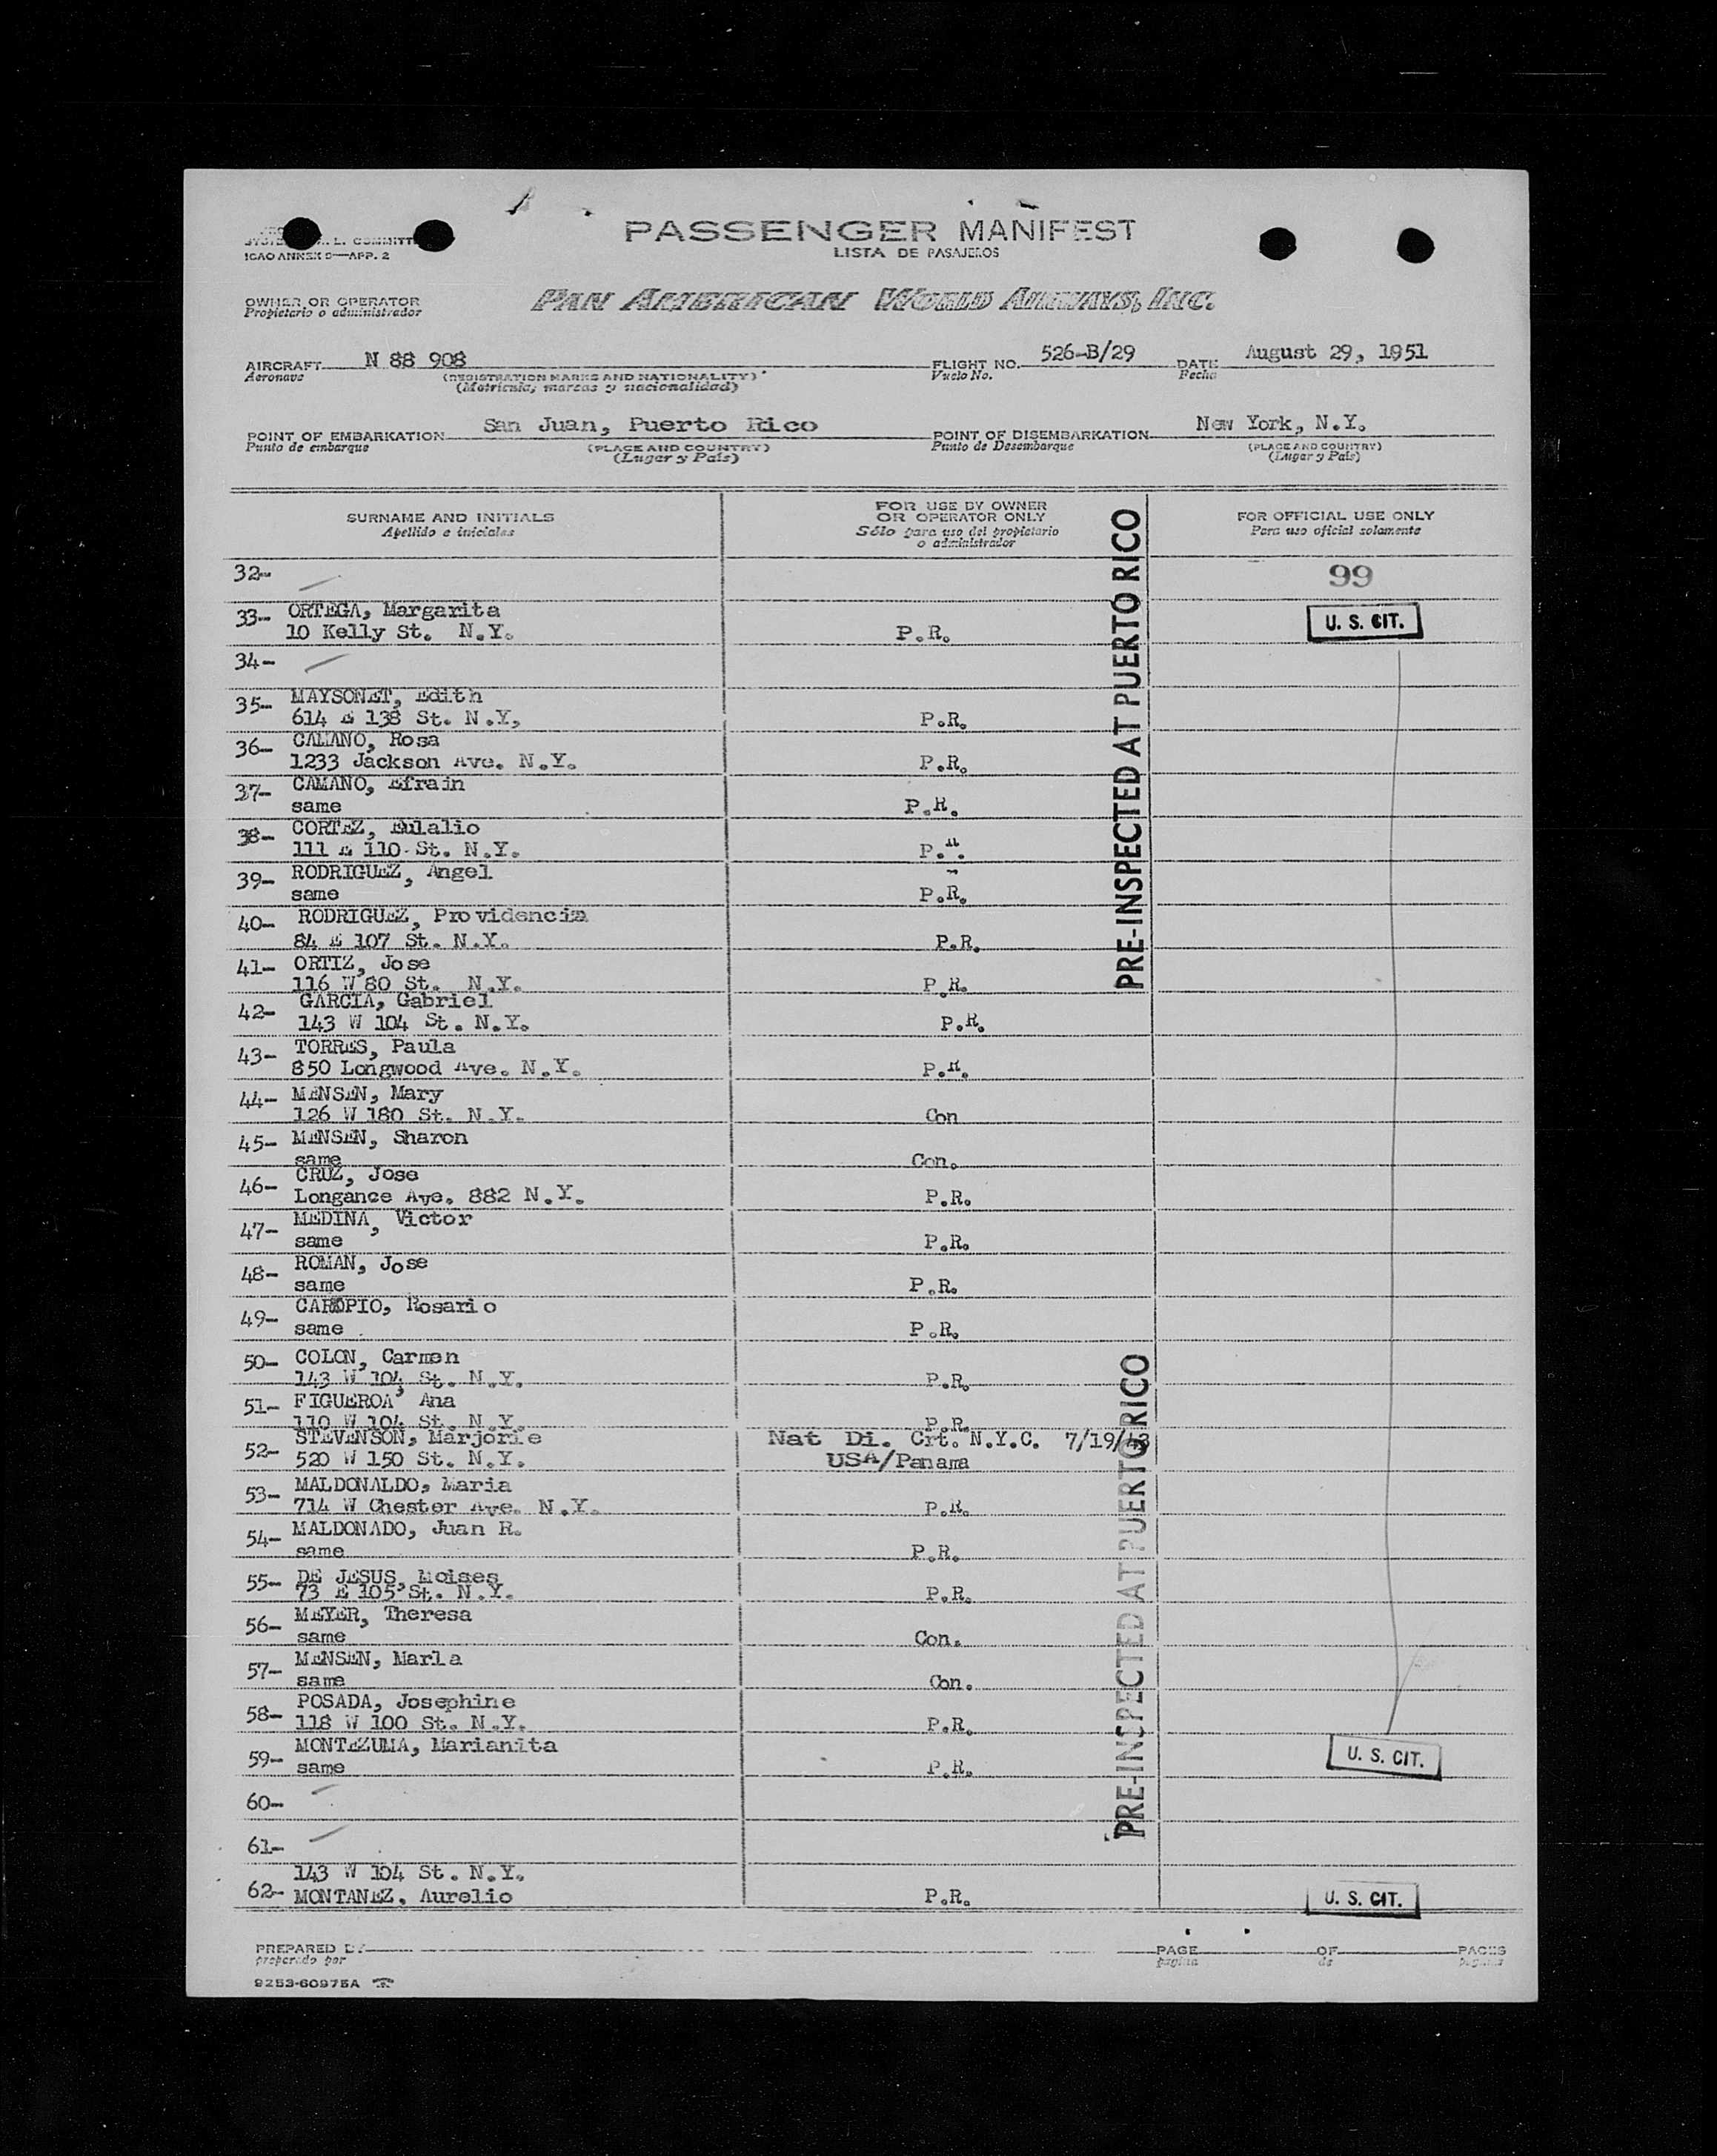 L. COMMITT
ICAO ANNEX 9—APP. 2
PASSENGER MANIFEST
LISTA DE PASAJEROS
OWNER OR OPERATOR
Propietario o administrador
PAN AMERICAN WORLD AIRWAYS, INC.
AIRCRAFT N 88 908
Aeronave
(REGISTRATION MARKS AND NATIONALITY)
(Matricula, marcas y nacionalidad)
FLIGHT NO. 526-B/29
Vuelo No.
DATE August 29, 1951
Fecha
POINT OF EMBARKATION San Juan, Puerto Rico
Punto de embarque
(PLACE AND COUNTRY)
(Lugar y País)
POINT OF DISEMBARKATION New York, N.Y.
Punto de Desembarque
(PLACE AND COUNTRY)
(Lugar y País)
SURNAME AND INITIALS
Apellido e iniciales
FOR USE BY OWNER
OR OPERATOR ONLY
Sólo para uso del propietario
o administrador
FOR OFFICIAL USE ONLY
Para uso oficial solamente
PRE-INSPECTED AT PUERTO RICO
32- 99
33- ORTEGA, Margarita
10 Kelly St. N.Y. P.R. U. S. CIT.
34-
35- MAYSONET, Edith
614 E 138 St. N.Y, P.R.
36- CAMANO, Rosa
1233 Jackson Ave. N.Y. P.R.
37- CAMANO, Efrain
same P.R.
38- CORTEZ, Eulalio
111 E 110 St. N.Y. P.R.
39- RODRIGUEZ, Angel
same P.R.
40- RODRIGUEZ, Providencia
84 E 107 St. N.Y. P.R.
41- ORTIZ, Jose
116 W 80 St. N.Y. P.R.
42- GARCIA, Gabriel
143 W 104 St. N.Y. P.R.
43- TORRES, Paula
850 Longwood Ave. N.Y. P.R.
44- MENSEN, Mary
126 W 180 St. N.Y. Con
45- MENSEN, Sharon
same Con.
46- CRUZ, Jose
Longance Ave. 882 N.Y. P.R.
47- MEDINA, Victor
same P.R.
48- ROMAN, Jose
same P.R.
49- Rosario
same P.R.
50- COLON, Carmen
143 W 104 St. N.Y. P.R.
51- FIGUEROA, Ana
110 W 104 St. N.Y. P.R.
52- STEVENSON, Marjorie Nat Di. Crt. N.Y.C. 7/19/43
520 W 150 St. N.Y. USA/Panama
53- MALDONALDO, Maria
714 W Chester Ave. N.Y. P.R.
54- MALDONADO, Juan R.
same P.R.
55- DE JESUS, Moises
73 E 105 St. N.Y. P.R.
56- MEYER, Theresa
same Con.
57- MENSEN, Marla
same Con.
58- POSADA, Josephine
118 W 100 St. N.Y. P.R.
59- MONTEZUMA, Marianita
same P.R. U. S. CIT.
60-
61-
143 W 104 St. N.Y.
62- MONTANEZ, Aurelio P.R. U. S. CIT.
PRE-INSPECTED AT PUERTO RICO
PREPARED BY
preparado por
PAGE OF PAGES
pagina de paginas
9253-60975A